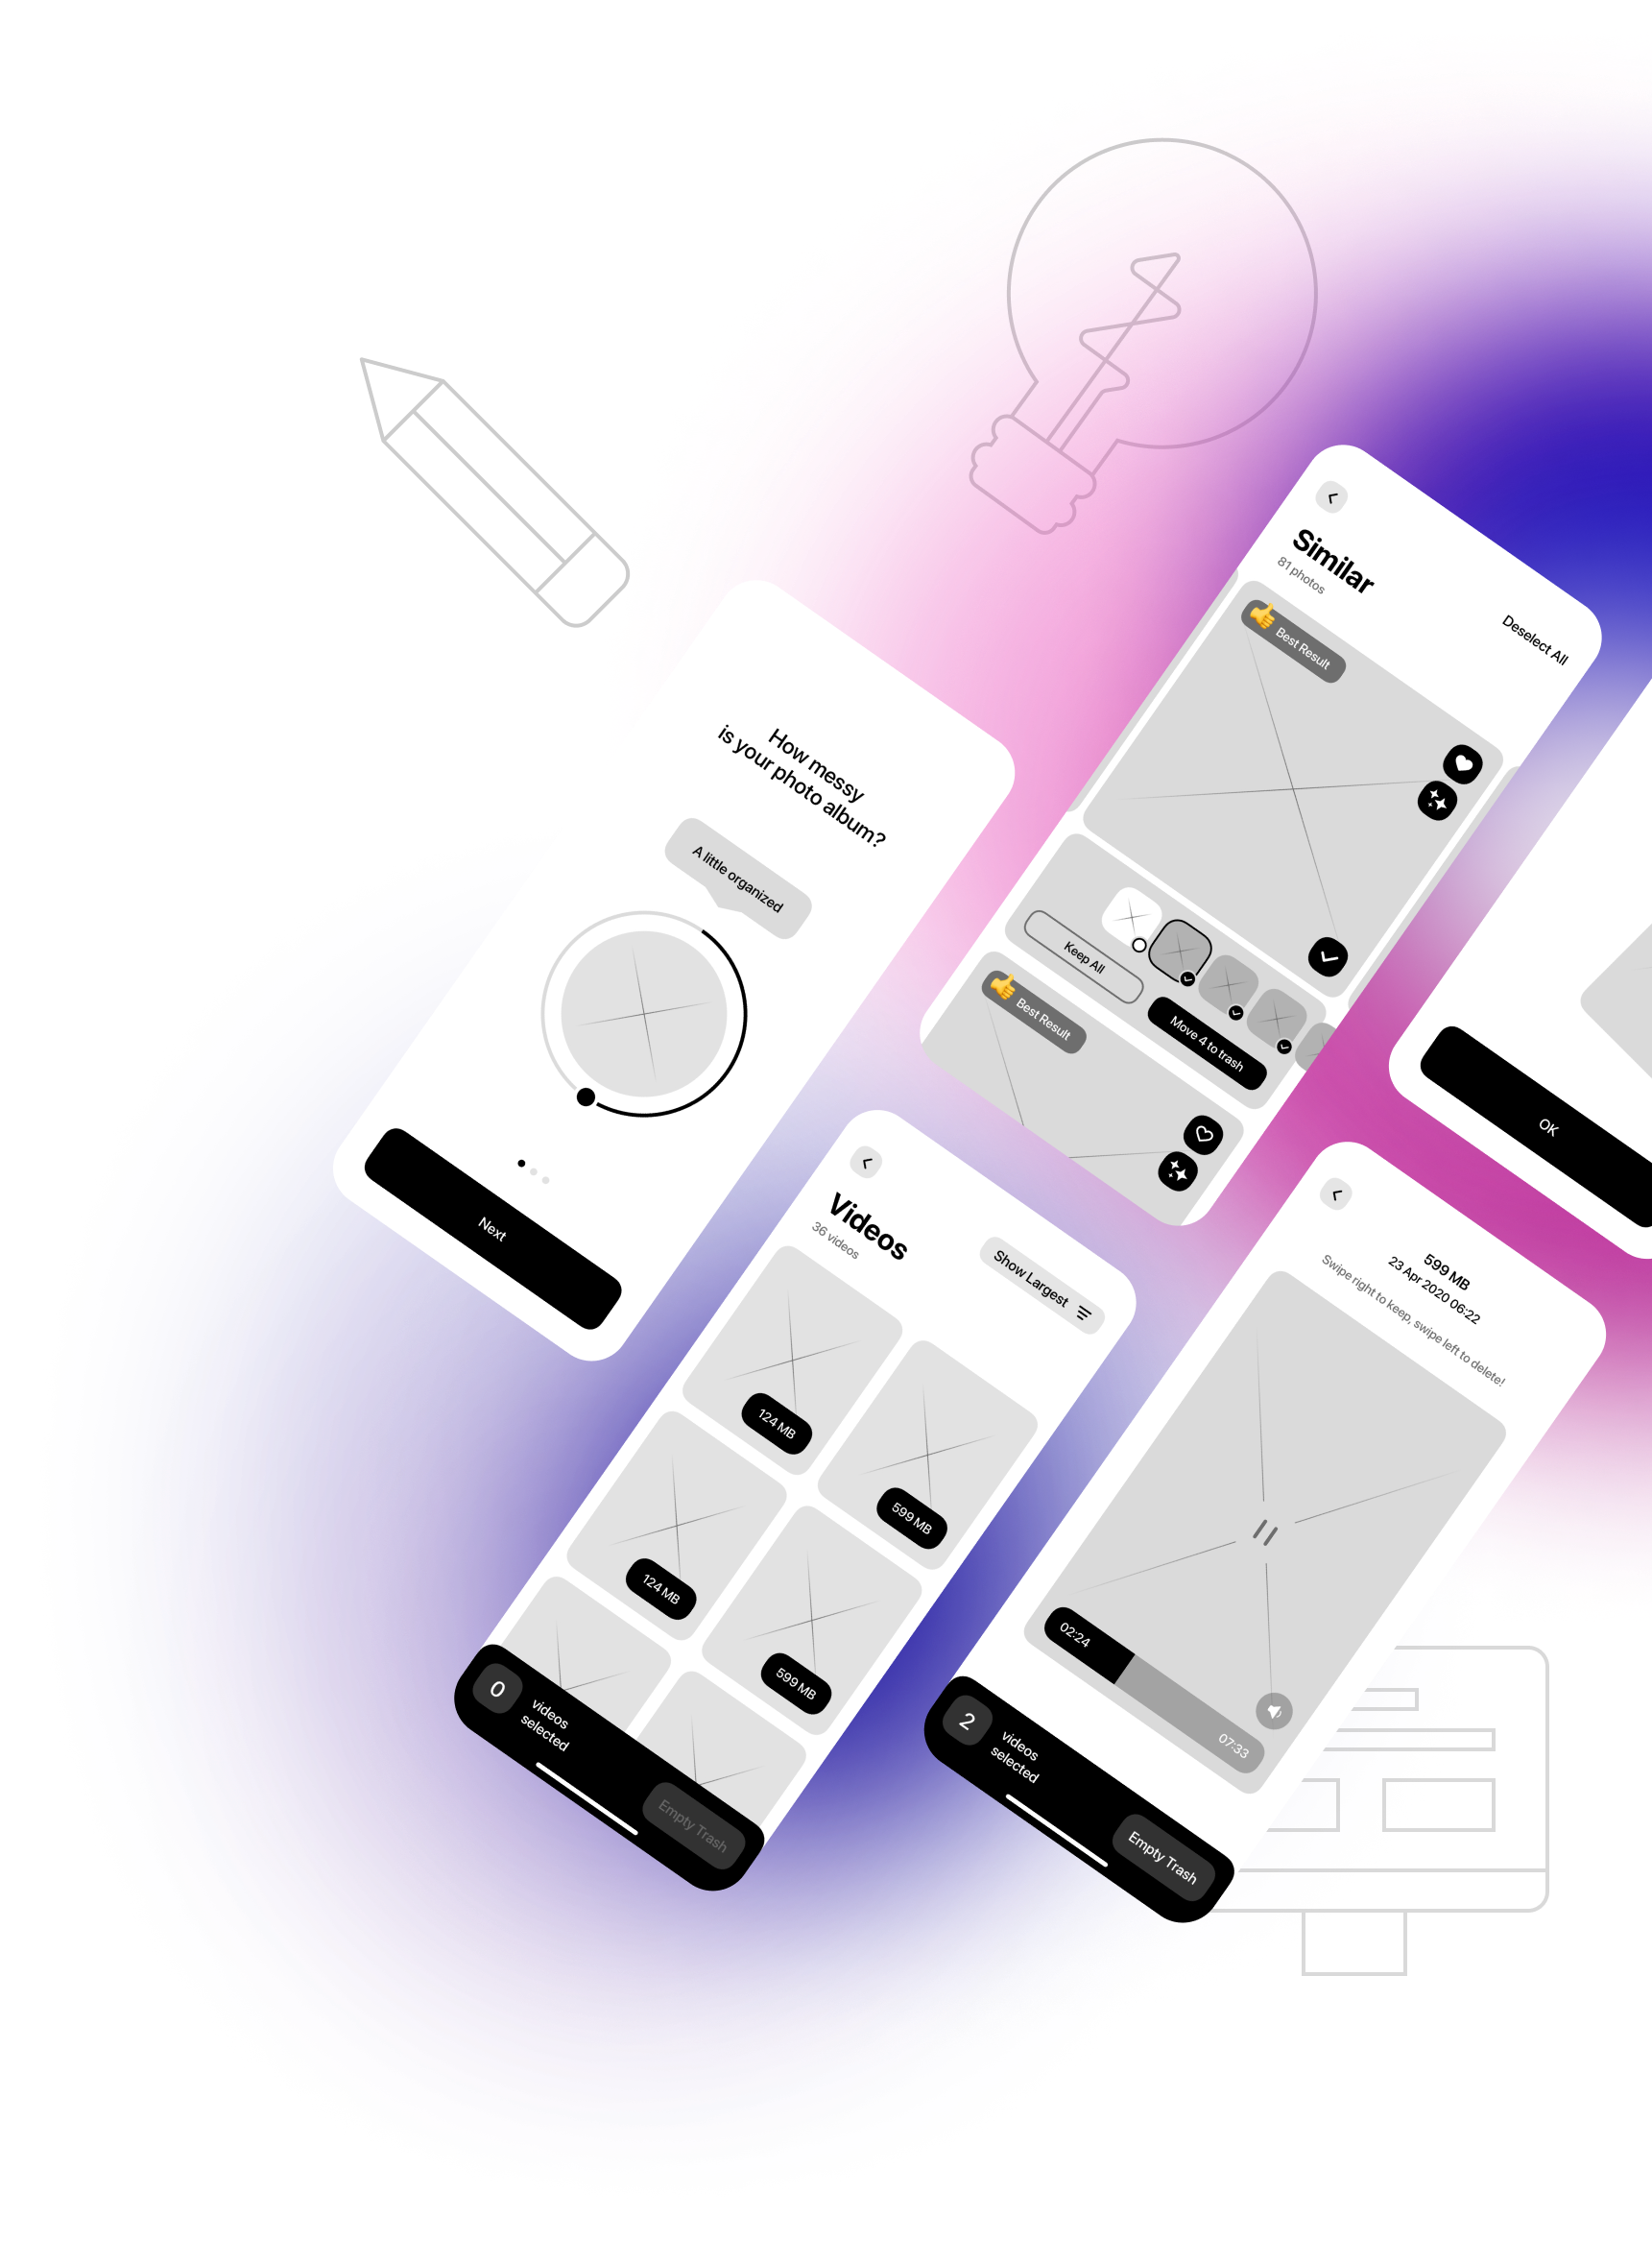 How messy
is your photo album?
A little organized
Next
Similar
81 photos
Deselect All
👍 Best Result
Keep All
Move 4 to trash
👍 Best Result
OK
Videos
36 videos
Show Largest
124 MB
599 MB
124 MB
599 MB
0
videos
selected
Empty Trash
599 MB
23 Apr 2020 06:22
Swipe right to keep, swipe left to delete!
02:24
07:33
2
videos
selected
Empty Trash